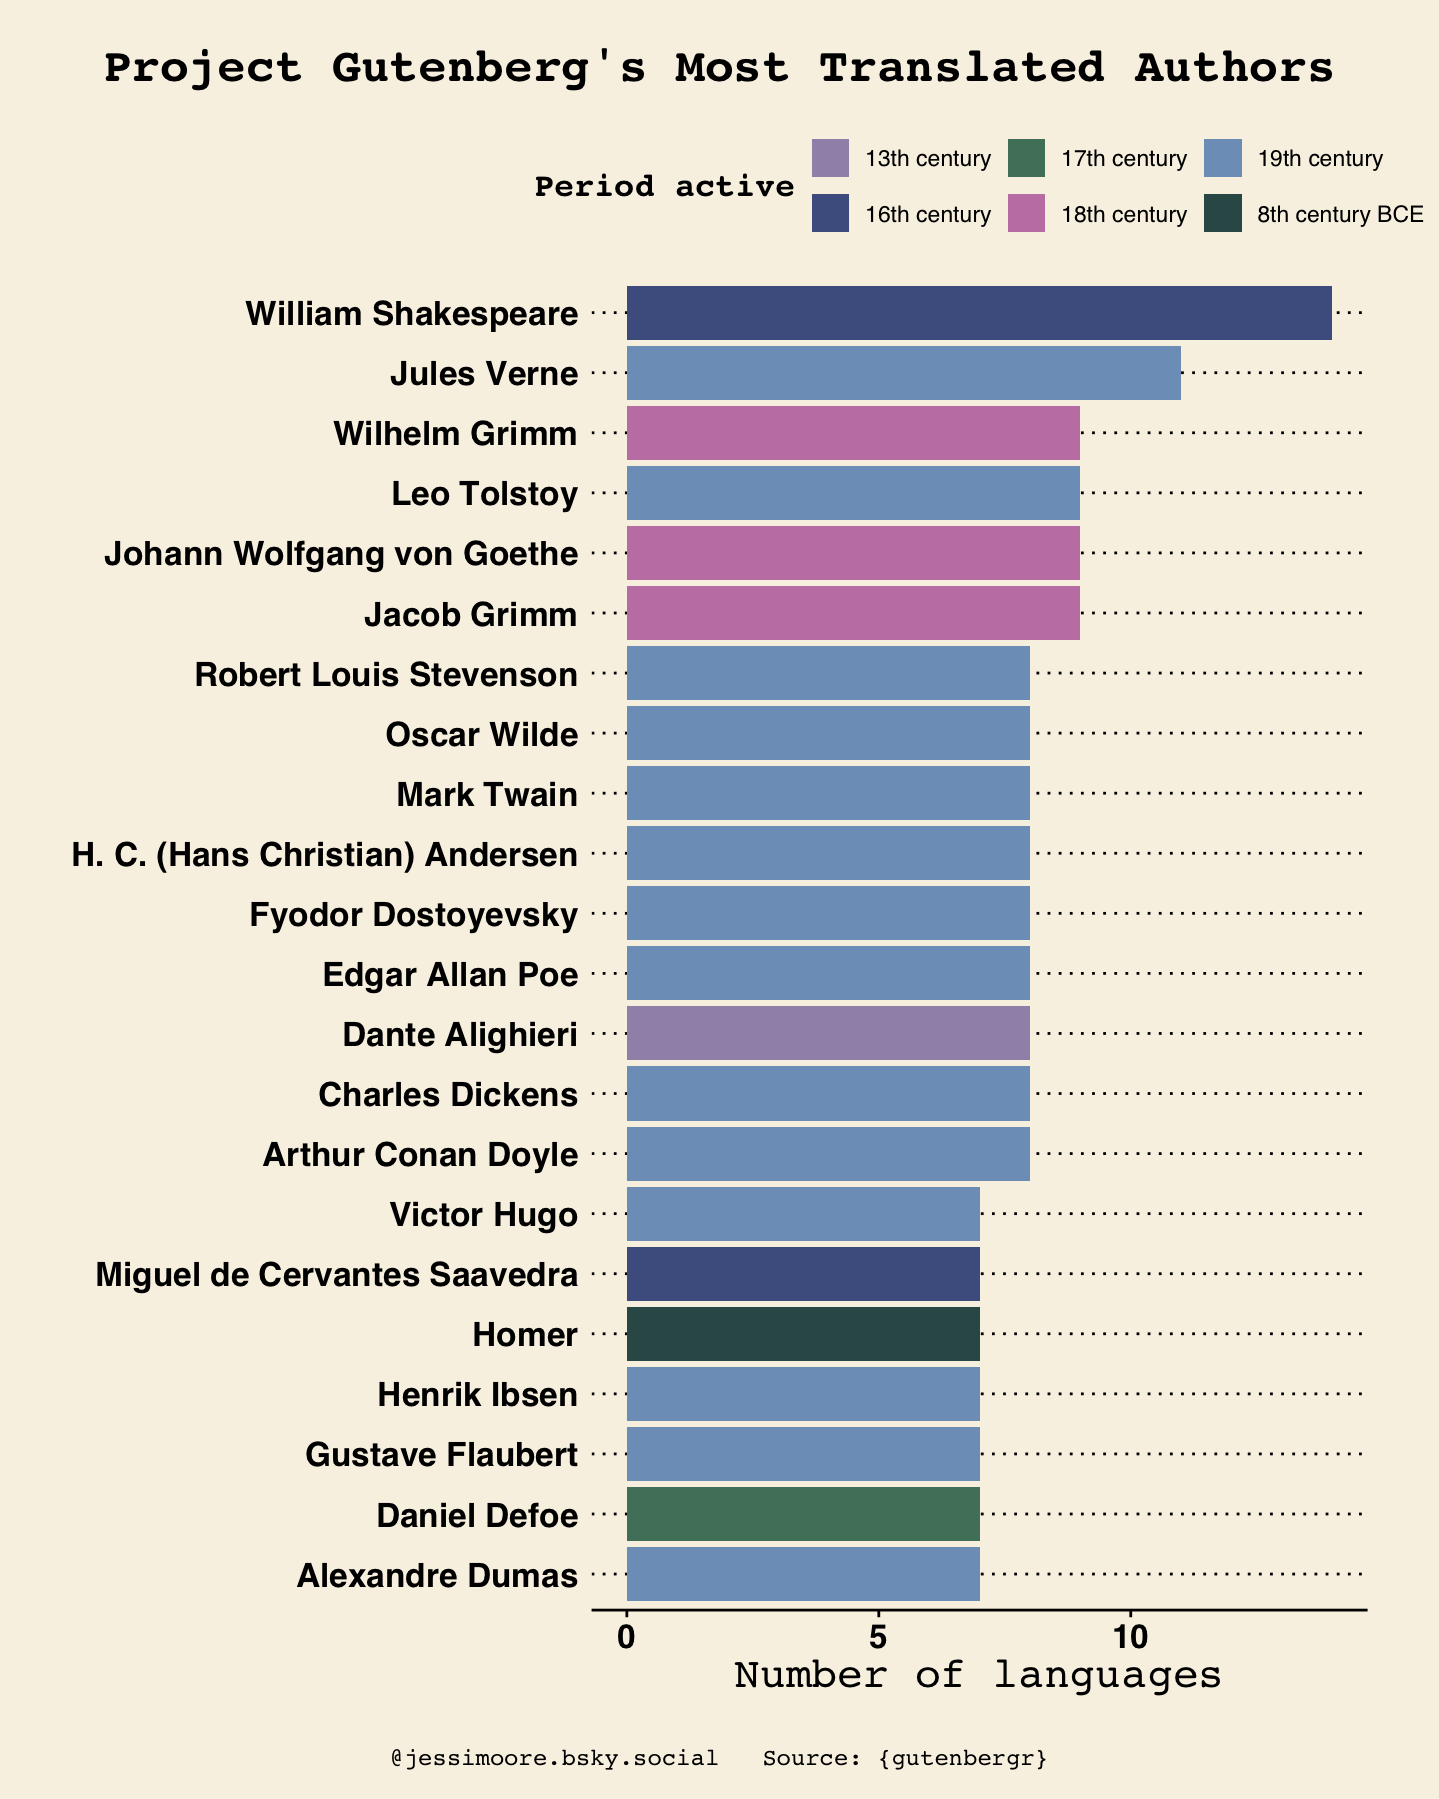 Project Gutenberg's Most Translated Authors
Period active
13th century
17th century
19th century
16th century
18th century
8th century BCE
William Shakespeare
Jules Verne
Wilhelm Grimm
Leo Tolstoy
Johann Wolfgang von Goethe
Jacob Grimm
Robert Louis Stevenson
Oscar Wilde
Mark Twain
H. C. (Hans Christian) Andersen
Fyodor Dostoyevsky
Edgar Allan Poe
Dante Alighieri
Charles Dickens
Arthur Conan Doyle
Victor Hugo
Miguel de Cervantes Saavedra
Homer
Henrik Ibsen
Gustave Flaubert
Daniel Defoe
Alexandre Dumas
0 5 10
Number of languages
@jessimoore.bsky.social Source: {gutenbergr}